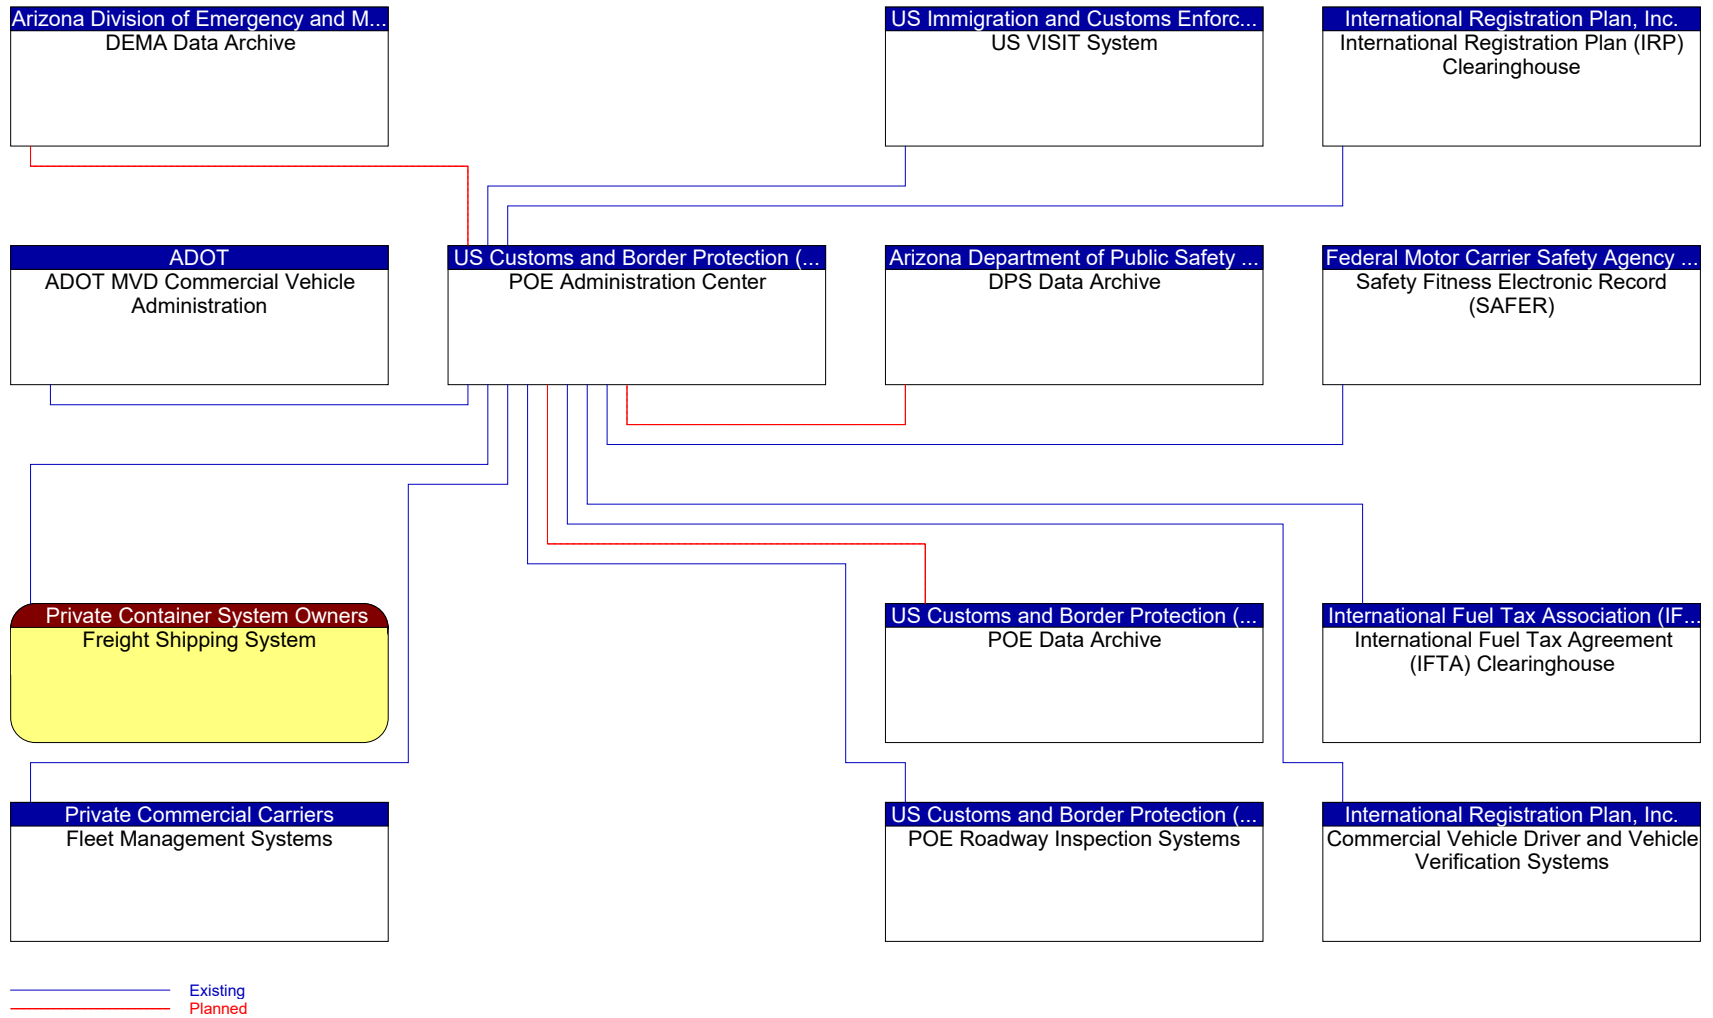 Arizona Division of Emergency and M...
DEMA Data Archive
US Immigration and Customs Enforc...
US VISIT System
International Registration Plan, Inc.
International Registration Plan (IRP)
Clearinghouse
ADOT
ADOT MVD Commercial Vehicle
Administration
US Customs and Border Protection (...
POE Administration Center
Arizona Department of Public Safety ...
DPS Data Archive
Federal Motor Carrier Safety Agency ...
Safety Fitness Electronic Record
(SAFER)
Private Container System Owners
Freight Shipping System
US Customs and Border Protection (...
POE Data Archive
International Fuel Tax Association (IF...
International Fuel Tax Agreement
(IFTA) Clearinghouse
Private Commercial Carriers
Fleet Management Systems
US Customs and Border Protection (...
POE Roadway Inspection Systems
International Registration Plan, Inc.
Commercial Vehicle Driver and Vehicle
Verification Systems
Existing
Planned